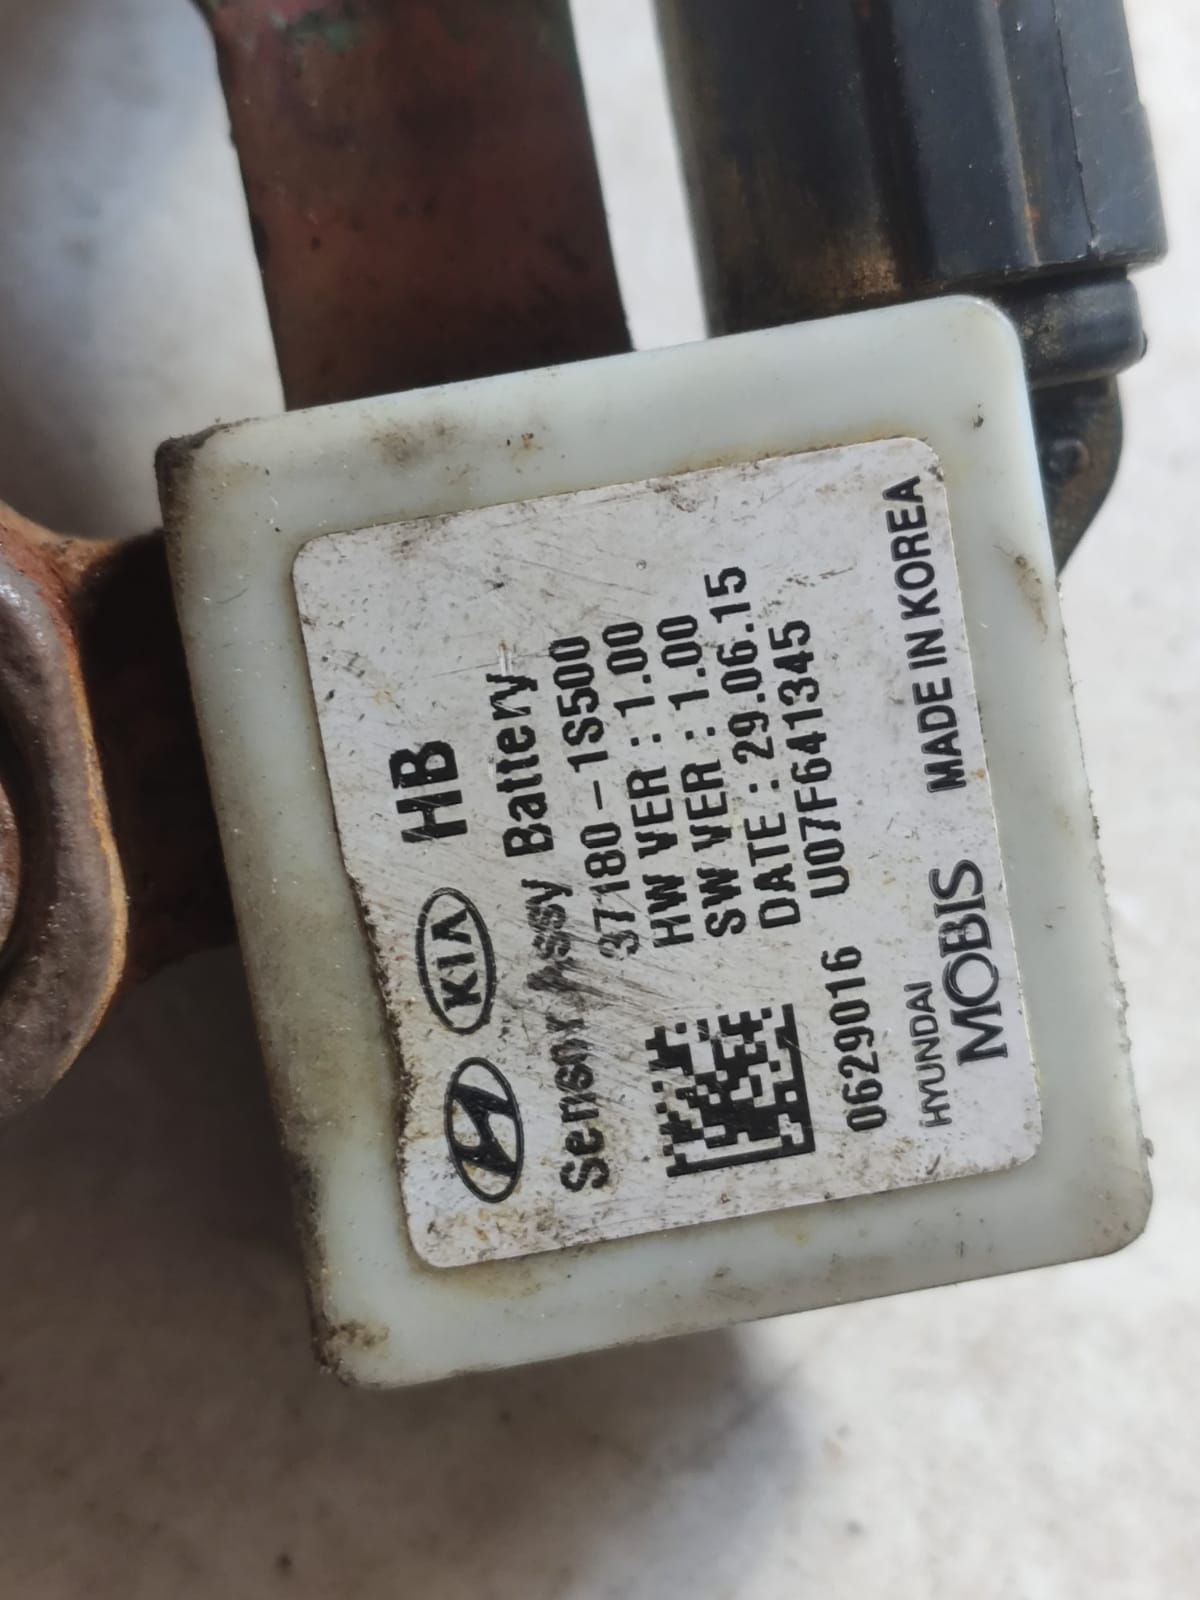 KIA HB
Sensor Assy Battery
37180-1S500
HW VER : 1.00
SW VER : 1.00
DATE : 29.06.15
0629016 U07F641345
HYUNDAI
MOBIS MADE IN KOREA